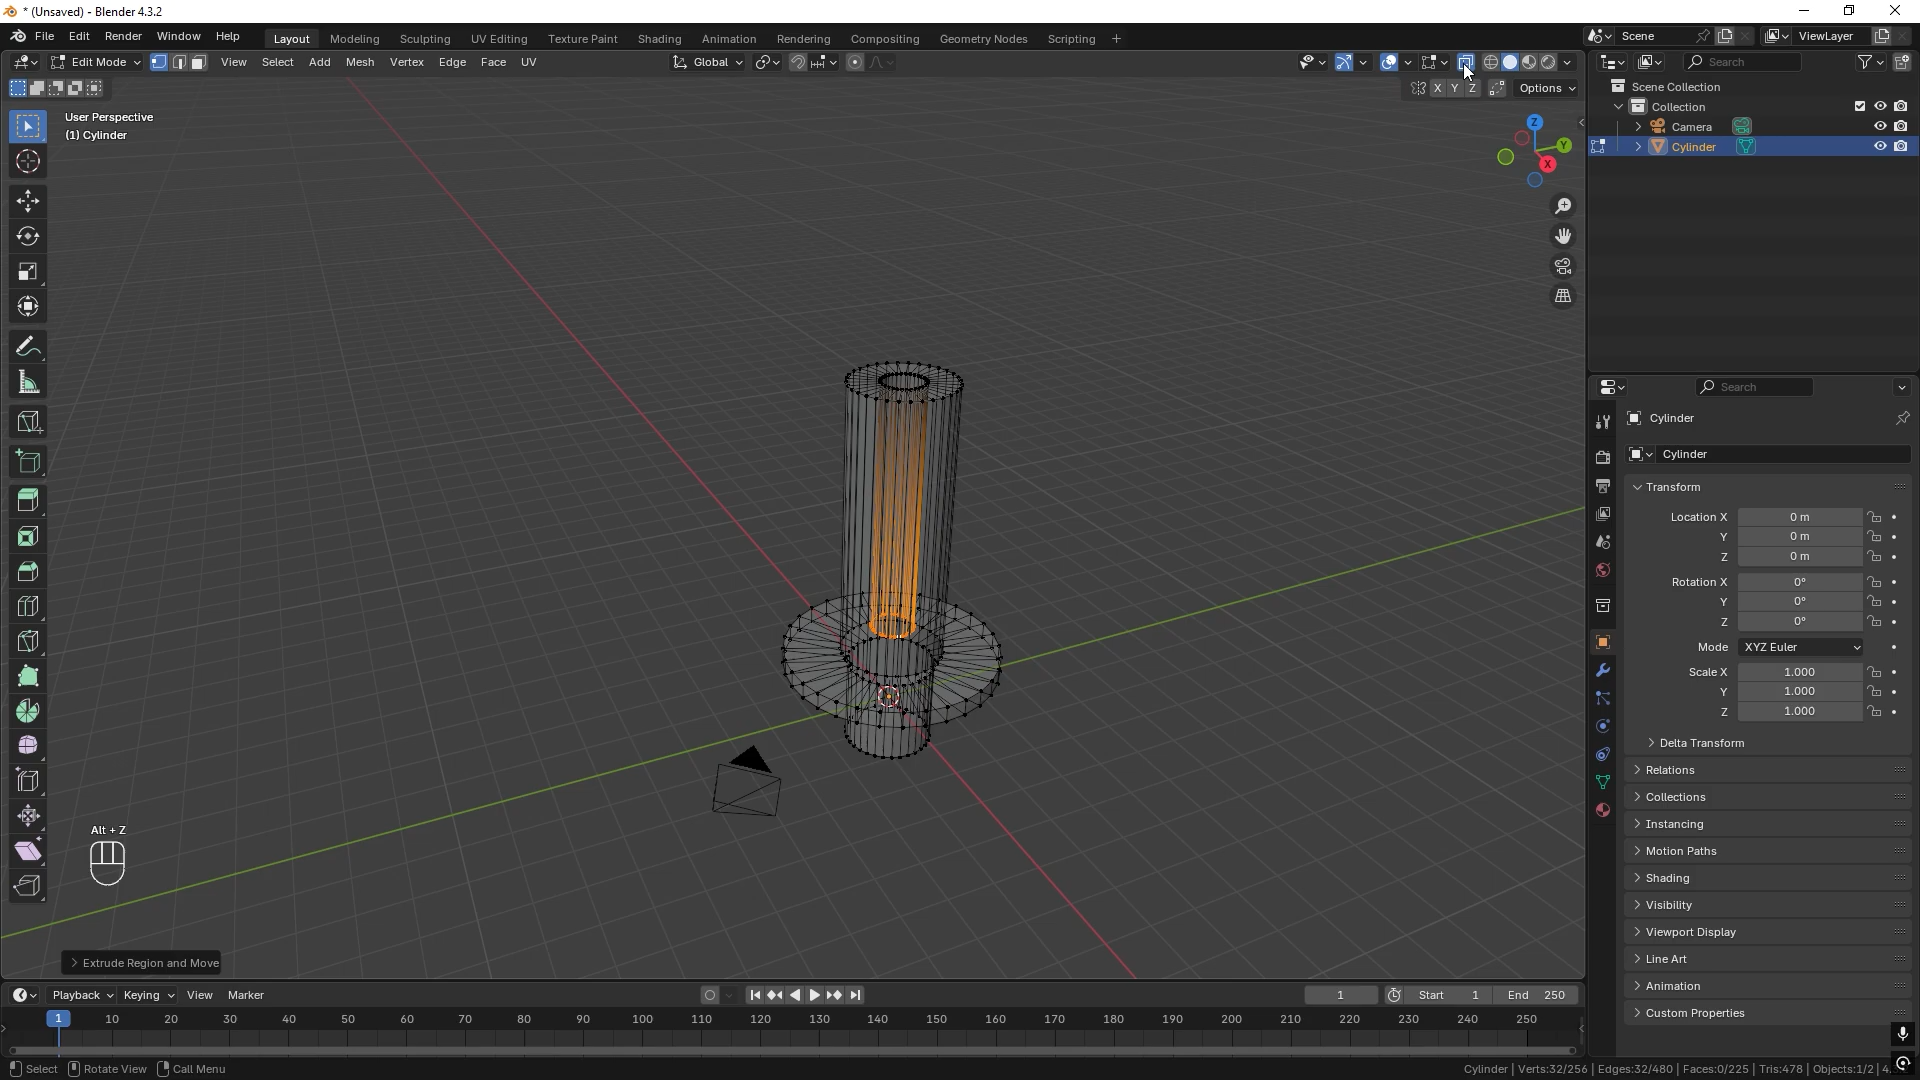 * (Unsaved) - Blender 4.3.2
File Edit Render Window Help
Layout Modeling Sculpting UV Editing Texture Paint Shading Animation Rendering Compositing Geometry Nodes Scripting +
Scene
ViewLayer
Edit Mode
View Select Add Mesh Vertex Edge Face UV
Global
Search
X Y Z
Options
User Perspective
(1) Cylinder
Z
Y
X
Scene Collection
Collection
Camera
Cylinder
Search
Cylinder
Cylinder
Transform
Location X 0 m
Y 0 m
Z 0 m
Rotation X 0°
Y 0°
Z 0°
Mode XYZ Euler
Scale X 1.000
Y 1.000
Z 1.000
Delta Transform
Relations
Collections
Instancing
Motion Paths
Shading
Visibility
Viewport Display
Line Art
Animation
Custom Properties
Alt + Z
Extrude Region and Move
Playback Keying View Marker
1
Start 1
End 250
1 10 20 30 40 50 60 70 80 90 100 110 120 130 140 150 160 170 180 190 200 210 220 230 240 250
Select Rotate View Call Menu
Cylinder | Verts:32/256 | Edges:32/480 | Faces:0/225 | Tris:478 | Objects:1/2 | 4.